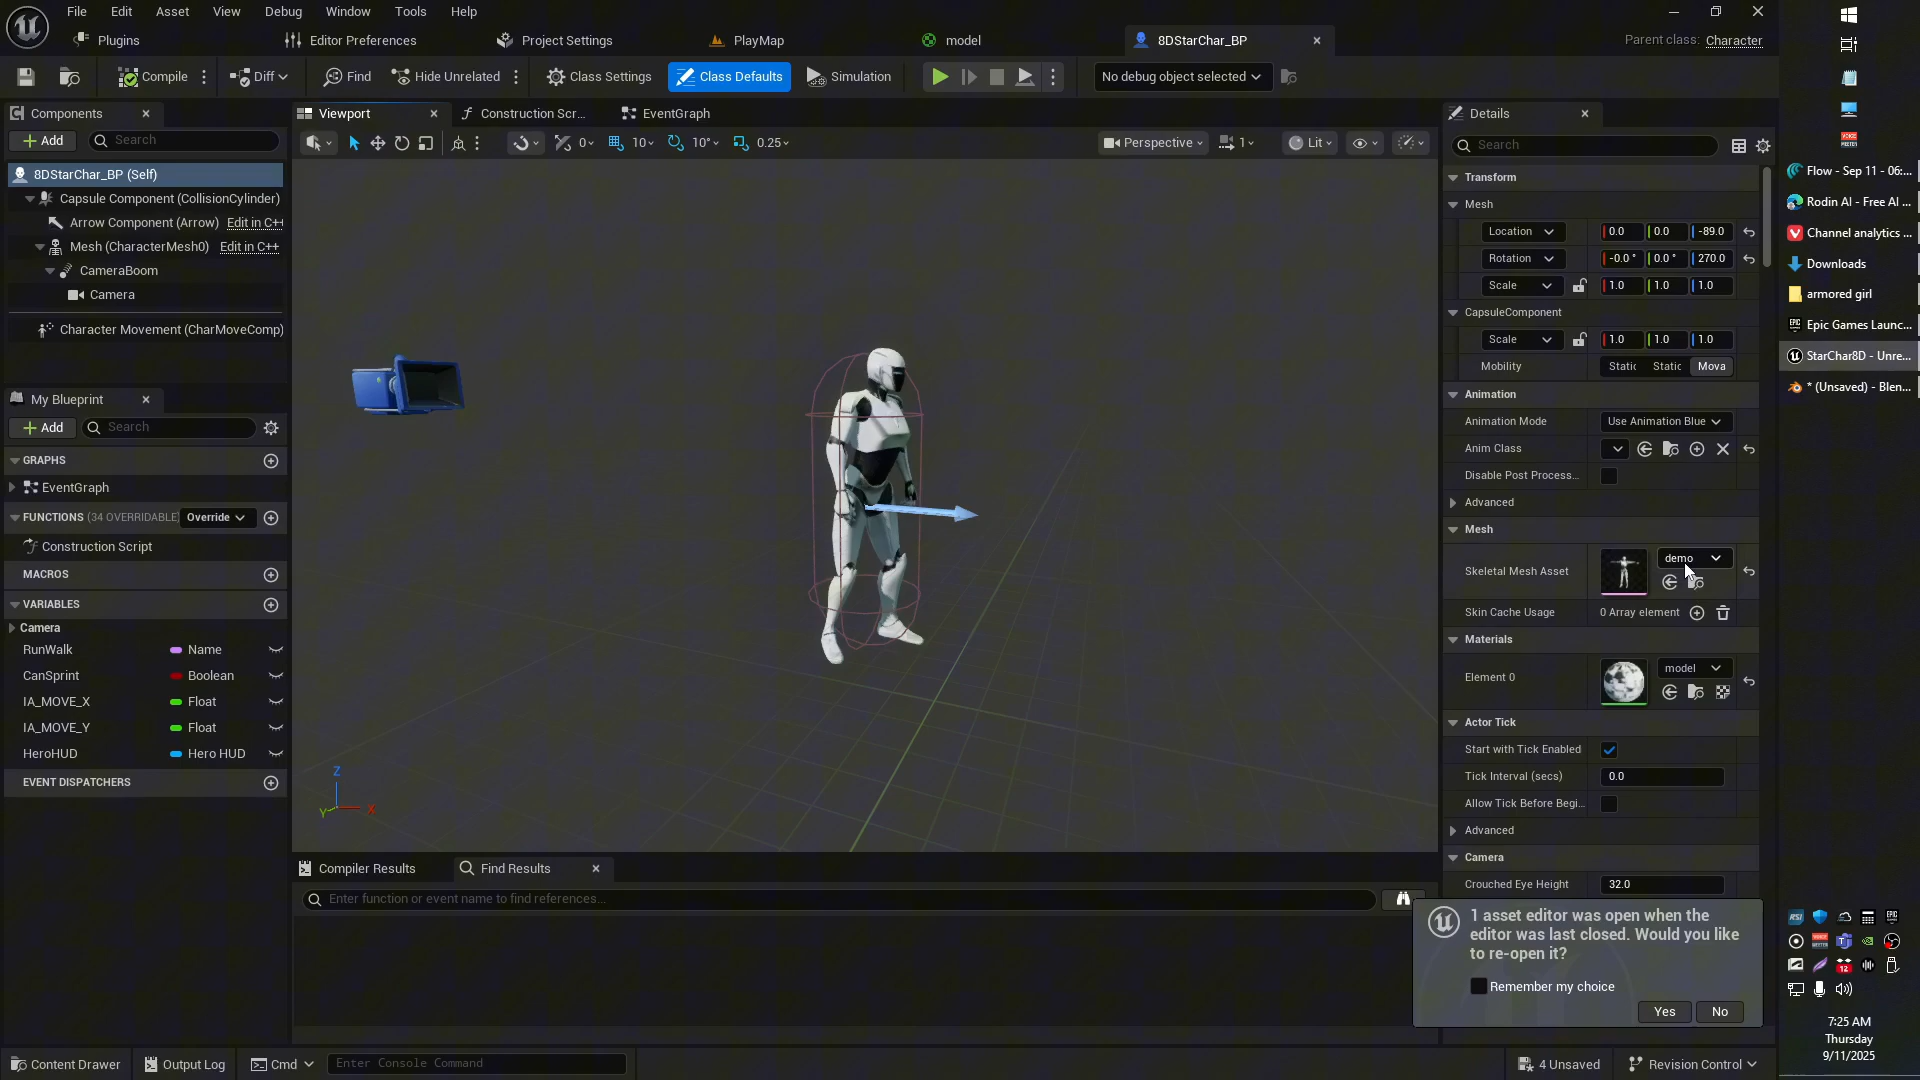 File Edit Asset View Debug Window Tools Help
Plugins Editor Preferences Project Settings PlayMap model 8DStarChar_BP Parent class: Character
Compile Diff Find Hide Unrelated Class Settings Class Defaults Simulation No debug object selected
Components
Add Search
8DStarChar_BP (Self)
Capsule Component (CollisionCylinder)
Arrow Component (Arrow) Edit in C++
Mesh (CharacterMesh0) Edit in C++
CameraBoom
Camera
Character Movement (CharMoveComp)
My Blueprint
Add Search
GRAPHS
EventGraph
FUNCTIONS (34 OVERRIDABLE) Override
Construction Script
MACROS
VARIABLES
Camera
RunWalk Name
CanSprint Boolean
IA_MOVE_X Float
IA_MOVE_Y Float
HeroHUD Hero HUD
EVENT DISPATCHERS
Viewport Construction Scr... EventGraph
0 10 10° 0.25 Perspective 1 Lit
Z
Y X
Compiler Results Find Results
Enter function or event name to find references...
Details
Search
Transform
Mesh
Location 0.0 0.0 -89.0
Rotation -0.0 ° 0.0 ° 270.0
Scale 1.0 1.0 1.0
CapsuleComponent
Scale 1.0 1.0 1.0
Mobility Static Static Mova
Animation
Animation Mode Use Animation Blue
Anim Class
Disable Post Process...
Advanced
Mesh
Skeletal Mesh Asset demo
Skin Cache Usage 0 Array element
Materials
Element 0 model
Actor Tick
Start with Tick Enabled
Tick Interval (secs) 0.0
Allow Tick Before Begi...
Advanced
Camera
Crouched Eye Height 32.0
1 asset editor was open when the
editor was last closed. Would you like
to re-open it?
Remember my choice
Yes No
Content Drawer Output Log Cmd Enter Console Command 4 Unsaved Revision Control
Flow - Sep 11 - 06:...
Rodin AI - Free AI ...
Channel analytics ...
Downloads
armored girl
Epic Games Launc...
StarChar8D - Unre...
* (Unsaved) - Blen...
RSI
12
7:25 AM
Thursday
9/11/2025